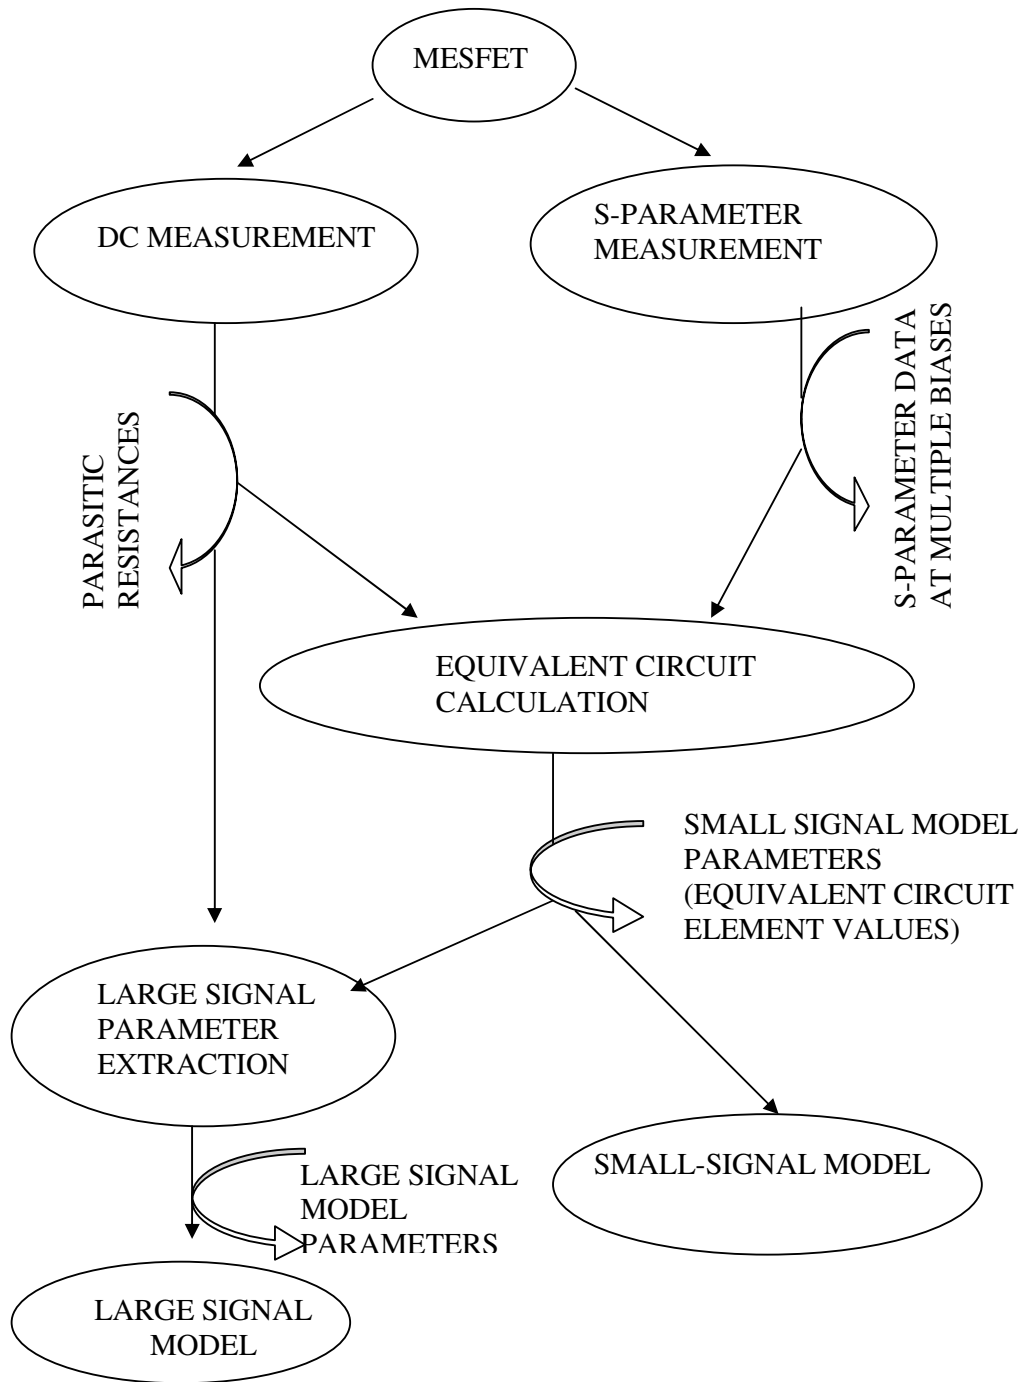 MESFET
DC MEASUREMENT
S-PARAMETER
MEASUREMENT
PARASITIC
RESISTANCES
S-PARAMETER DATA
AT MULTIPLE BIASES
EQUIVALENT CIRCUIT
CALCULATION
SMALL SIGNAL MODEL
PARAMETERS
(EQUIVALENT CIRCUIT
ELEMENT VALUES)
LARGE SIGNAL
PARAMETER
EXTRACTION
LARGE SIGNAL
MODEL
PARAMETERS
SMALL-SIGNAL MODEL
LARGE SIGNAL
MODEL